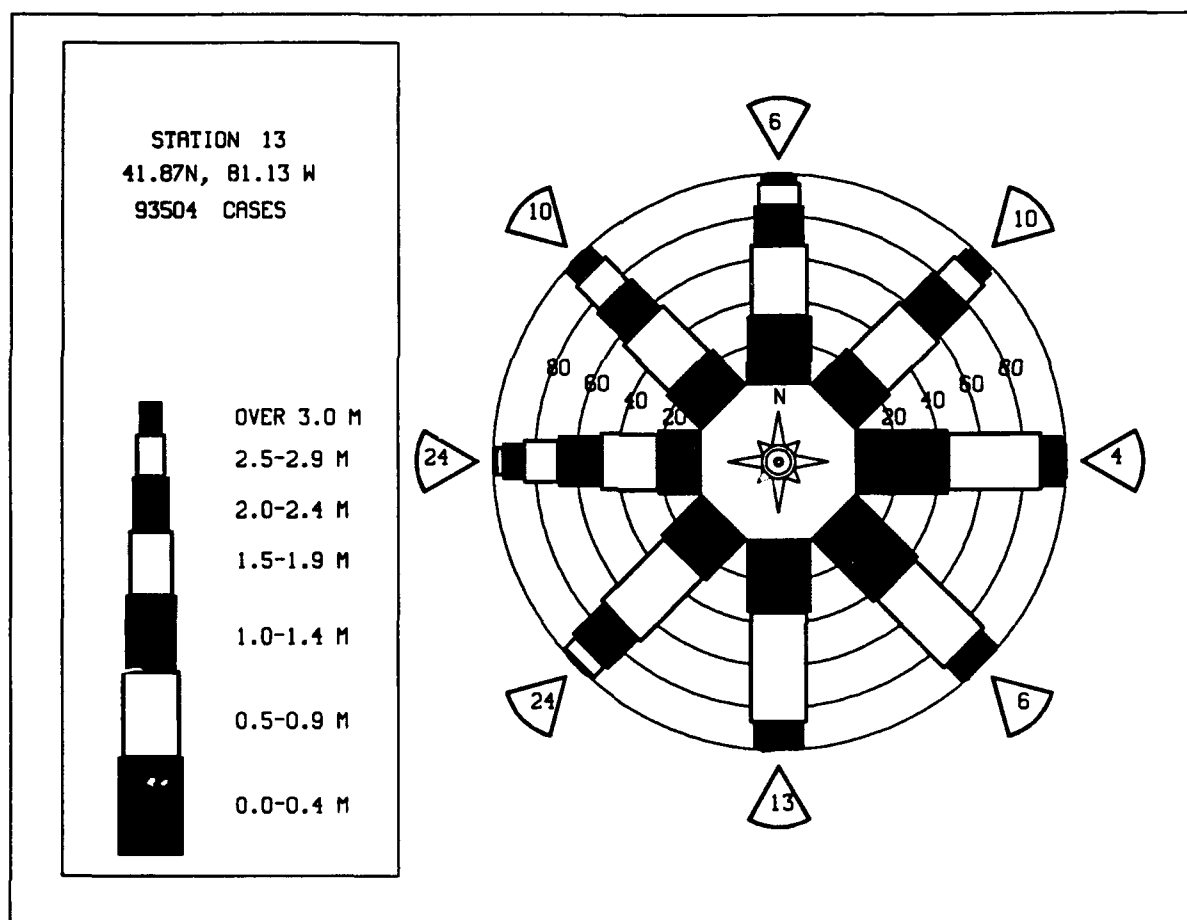 STATION 13
41.87N, 81.13 W
93504 CASES
OVER 3.0 M
2.5-2.9 M
2.0-2.4 M
1.5-1.9 M
1.0-1.4 M
0.5-0.9 M
0.0-0.4 M
6
10
10
80
60
40
20
N
20
40
60
80
24
4
24
6
13